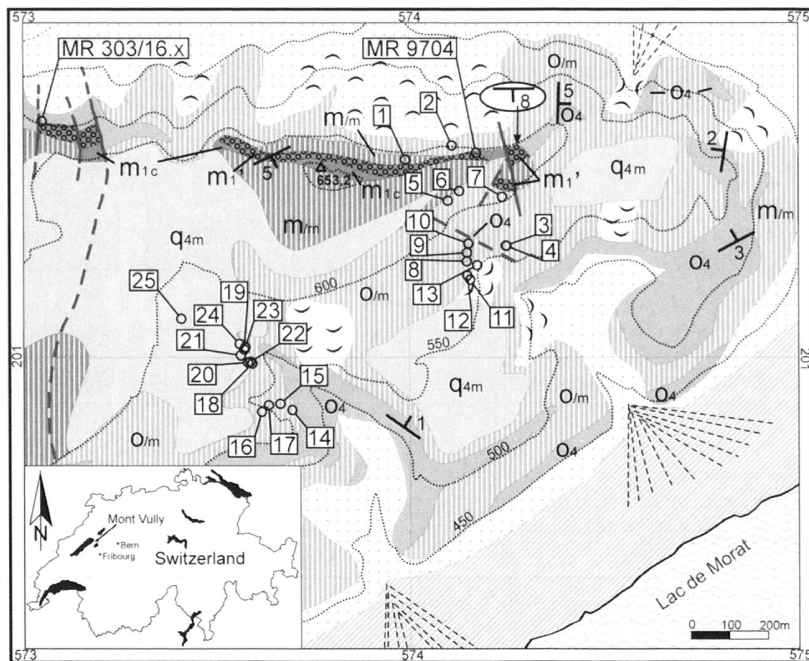 573
574
575
MR 303/16.x
MR 9704
8
5
O4
O4
m/m
1
2
2
m1c
m1'
5
653,2
m1c
5
6
7
m1'
q4m
m/m
m/m
10
O4
3
9
4
q4m
O4
3
8
600
O/m
13
25
19
24
23
12
11
201
21
22
550
201
20
18
15
q4m
O/m
O4
O4
1
16
17
14
O/m
500
O4
450
N
Mont Vully
*Bern
*Fribourg
Switzerland
Lac de Morat
0 100 200m
573
574
575